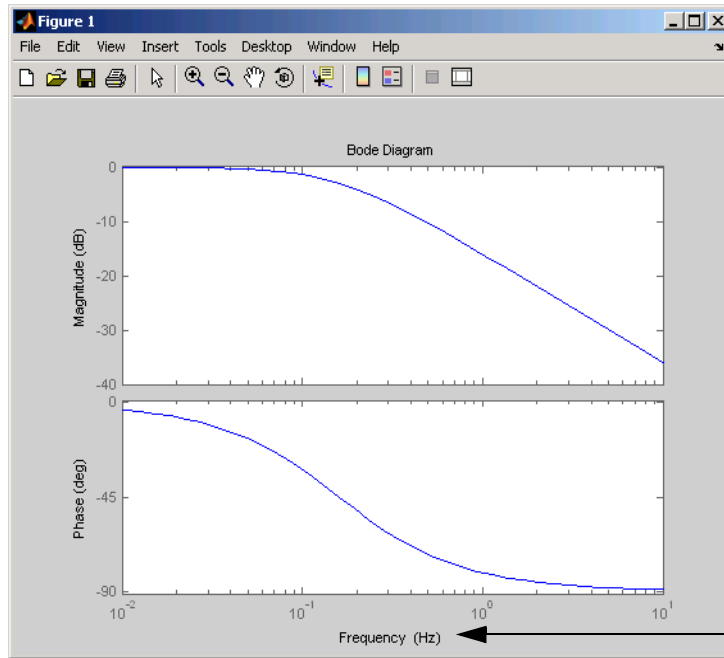 Figure 1
File Edit View Insert Tools Desktop Window Help
Bode Diagram
Magnitude (dB)
0
-10
-20
-30
-40
Phase (deg)
0
-45
-90
10^-2 10^-1 10^0 10^1
Frequency (Hz)